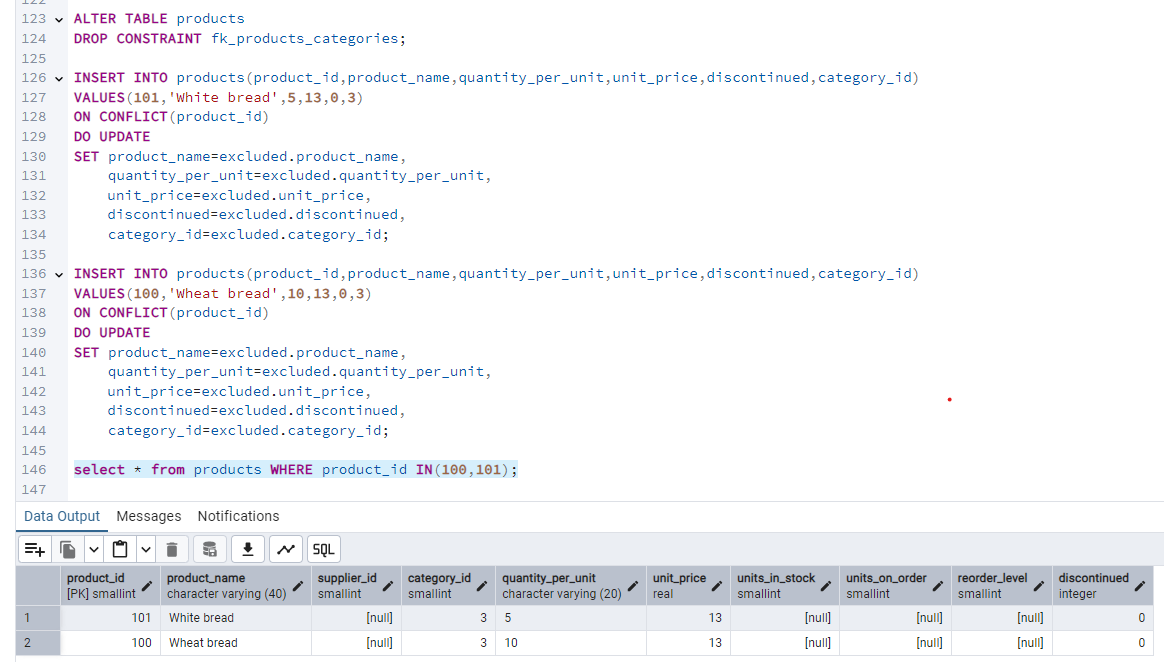 122
123 ALTER TABLE products
124 DROP CONSTRAINT fk_products_categories;
125
126 INSERT INTO products(product_id,product_name,quantity_per_unit,unit_price,discontinued,category_id)
127 VALUES(101,'White bread',5,13,0,3)
128 ON CONFLICT(product_id)
129 DO UPDATE
130 SET product_name=excluded.product_name,
131 quantity_per_unit=excluded.quantity_per_unit,
132 unit_price=excluded.unit_price,
133 discontinued=excluded.discontinued,
134 category_id=excluded.category_id;
135
136 INSERT INTO products(product_id,product_name,quantity_per_unit,unit_price,discontinued,category_id)
137 VALUES(100,'Wheat bread',10,13,0,3)
138 ON CONFLICT(product_id)
139 DO UPDATE
140 SET product_name=excluded.product_name,
141 quantity_per_unit=excluded.quantity_per_unit,
142 unit_price=excluded.unit_price,
143 discontinued=excluded.discontinued,
144 category_id=excluded.category_id;
145
146 select * from products WHERE product_id IN(100,101);
147
Data Output Messages Notifications
SQL
product_id product_name supplier_id category_id quantity_per_unit unit_price units_in_stock units_on_order reorder_level discontinued
[PK] smallint character varying (40) smallint smallint character varying (20) real smallint smallint smallint integer
1 101 White bread [null] 3 5 13 [null] [null] [null] 0
2 100 Wheat bread [null] 3 10 13 [null] [null] [null] 0